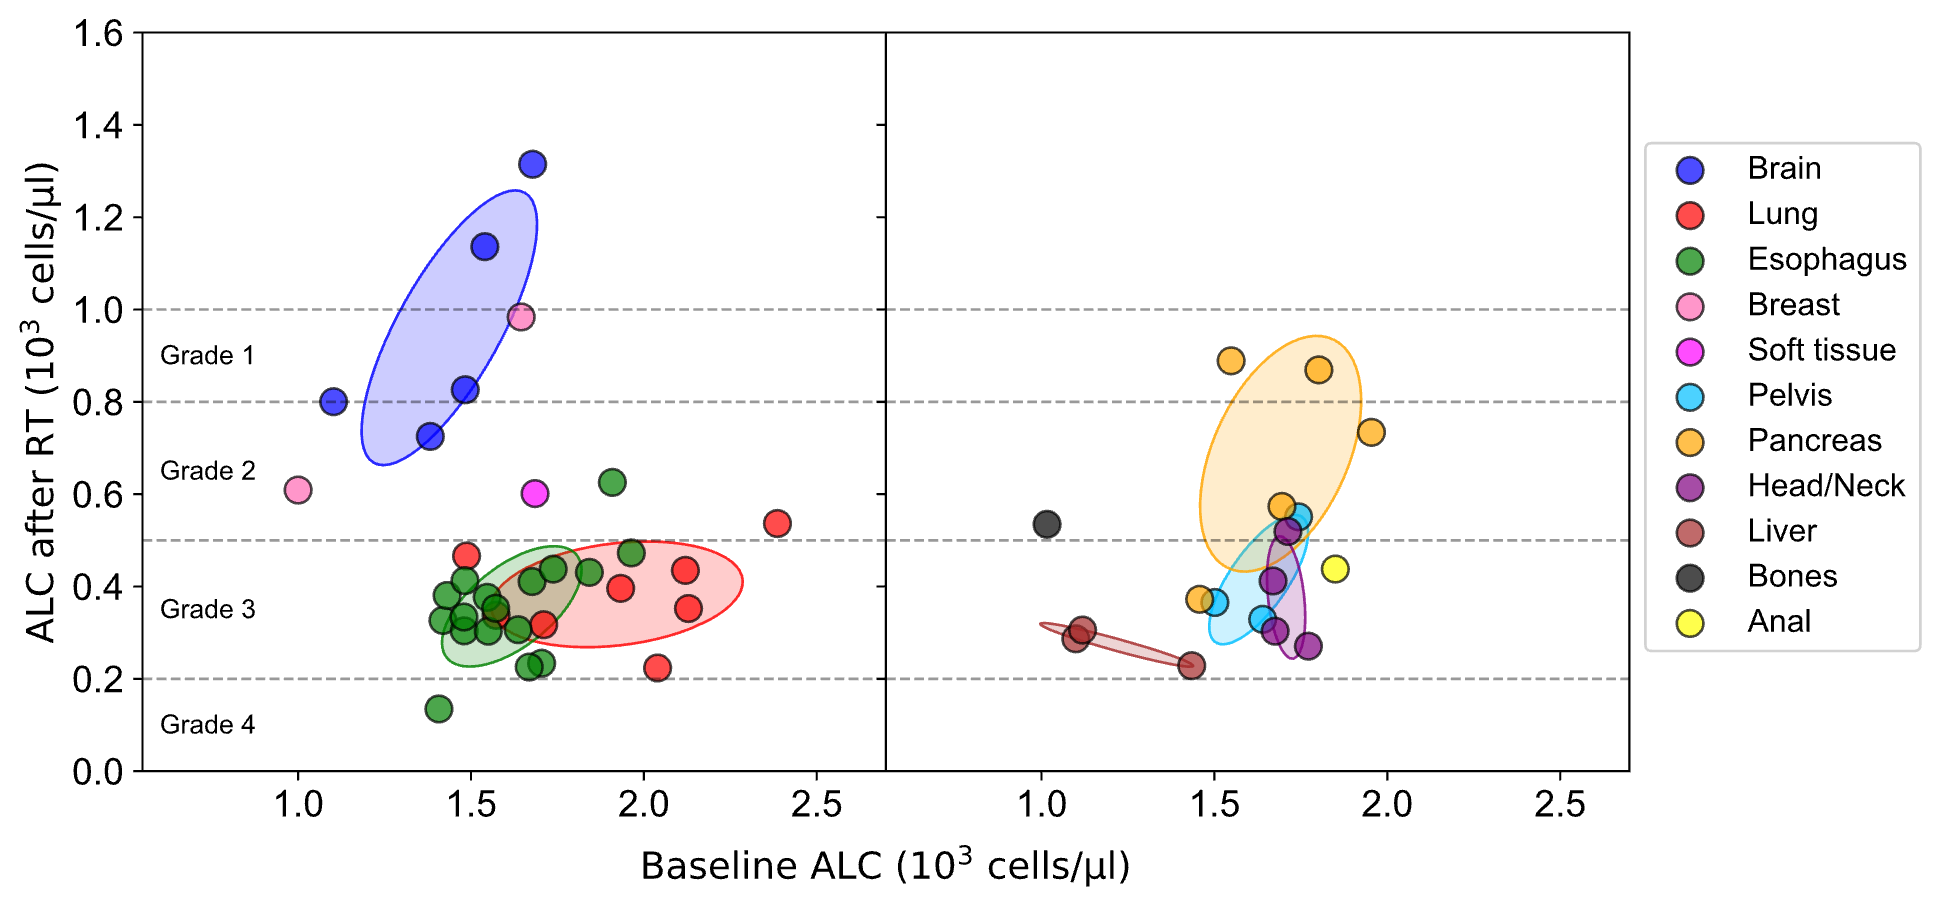 1.6
1.4
1.2
1.0
0.8
0.6
0.4
0.2
0.0
ALC after RT (10³ cells/µl)
Grade 1
Grade 2
Grade 3
Grade 4
1.0 1.5 2.0 2.5
1.0 1.5 2.0 2.5
Baseline ALC (10³ cells/µl)
Brain
Lung
Esophagus
Breast
Soft tissue
Pelvis
Pancreas
Head/Neck
Liver
Bones
Anal